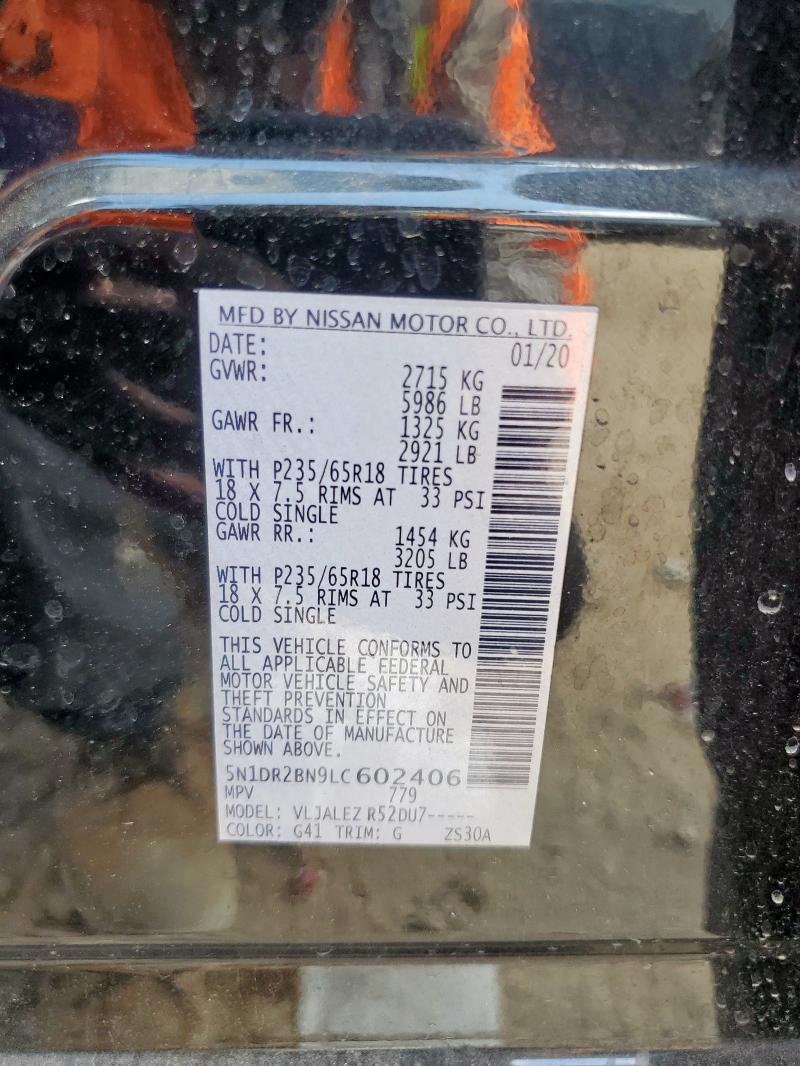 MFD BY NISSAN MOTOR CO., LTD.
DATE: 01/20
GVWR: 2715 KG
5986 LB
GAWR FR.: 1325 KG
2921 LB
WITH P235/65R18 TIRES
18 X 7.5 RIMS AT 33 PSI
COLD SINGLE
GAWR RR.: 1454 KG
3205 LB
WITH P235/65R18 TIRES
18 X 7.5 RIMS AT 33 PSI
COLD SINGLE
THIS VEHICLE CONFORMS TO
ALL APPLICABLE FEDERAL
MOTOR VEHICLE SAFETY AND
THEFT PREVENTION
STANDARDS IN EFFECT ON
THE DATE OF MANUFACTURE
SHOWN ABOVE.
5N1DR2BN9LC602406
MPV 779
MODEL: VLJALEZ R52DU7-----
COLOR: G41 TRIM: G ZS30A